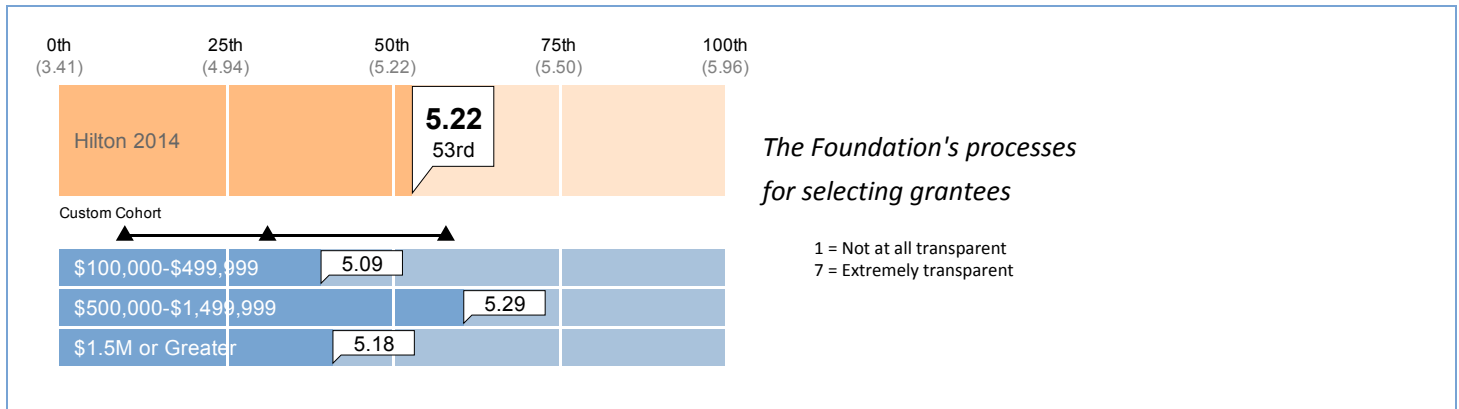 0th 25th 50th 75th 100th
(3.41) (4.94) (5.22) (5.50) (5.96)
Hilton 2014
5.22
53rd
The Foundation's processes
for selecting grantees
Custom Cohort
1 = Not at all transparent
7 = Extremely transparent
$100,000-$499,999 5.09
$500,000-$1,499,999 5.29
$1.5M or Greater 5.18